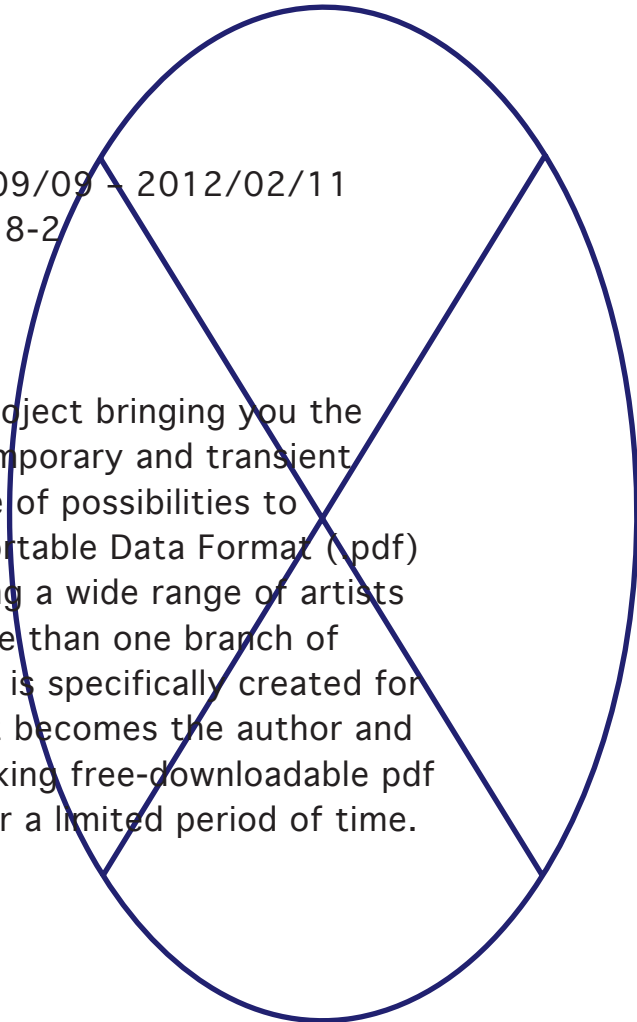 09/09 – 2012/02/11
8-2
oject bringing you the
mporary and transient
e of possibilities to
ortable Data Format (.pdf)
ng a wide range of artists
e than one branch of
is specifically created for
becomes the author and
king free-downloadable pdf
r a limited period of time.